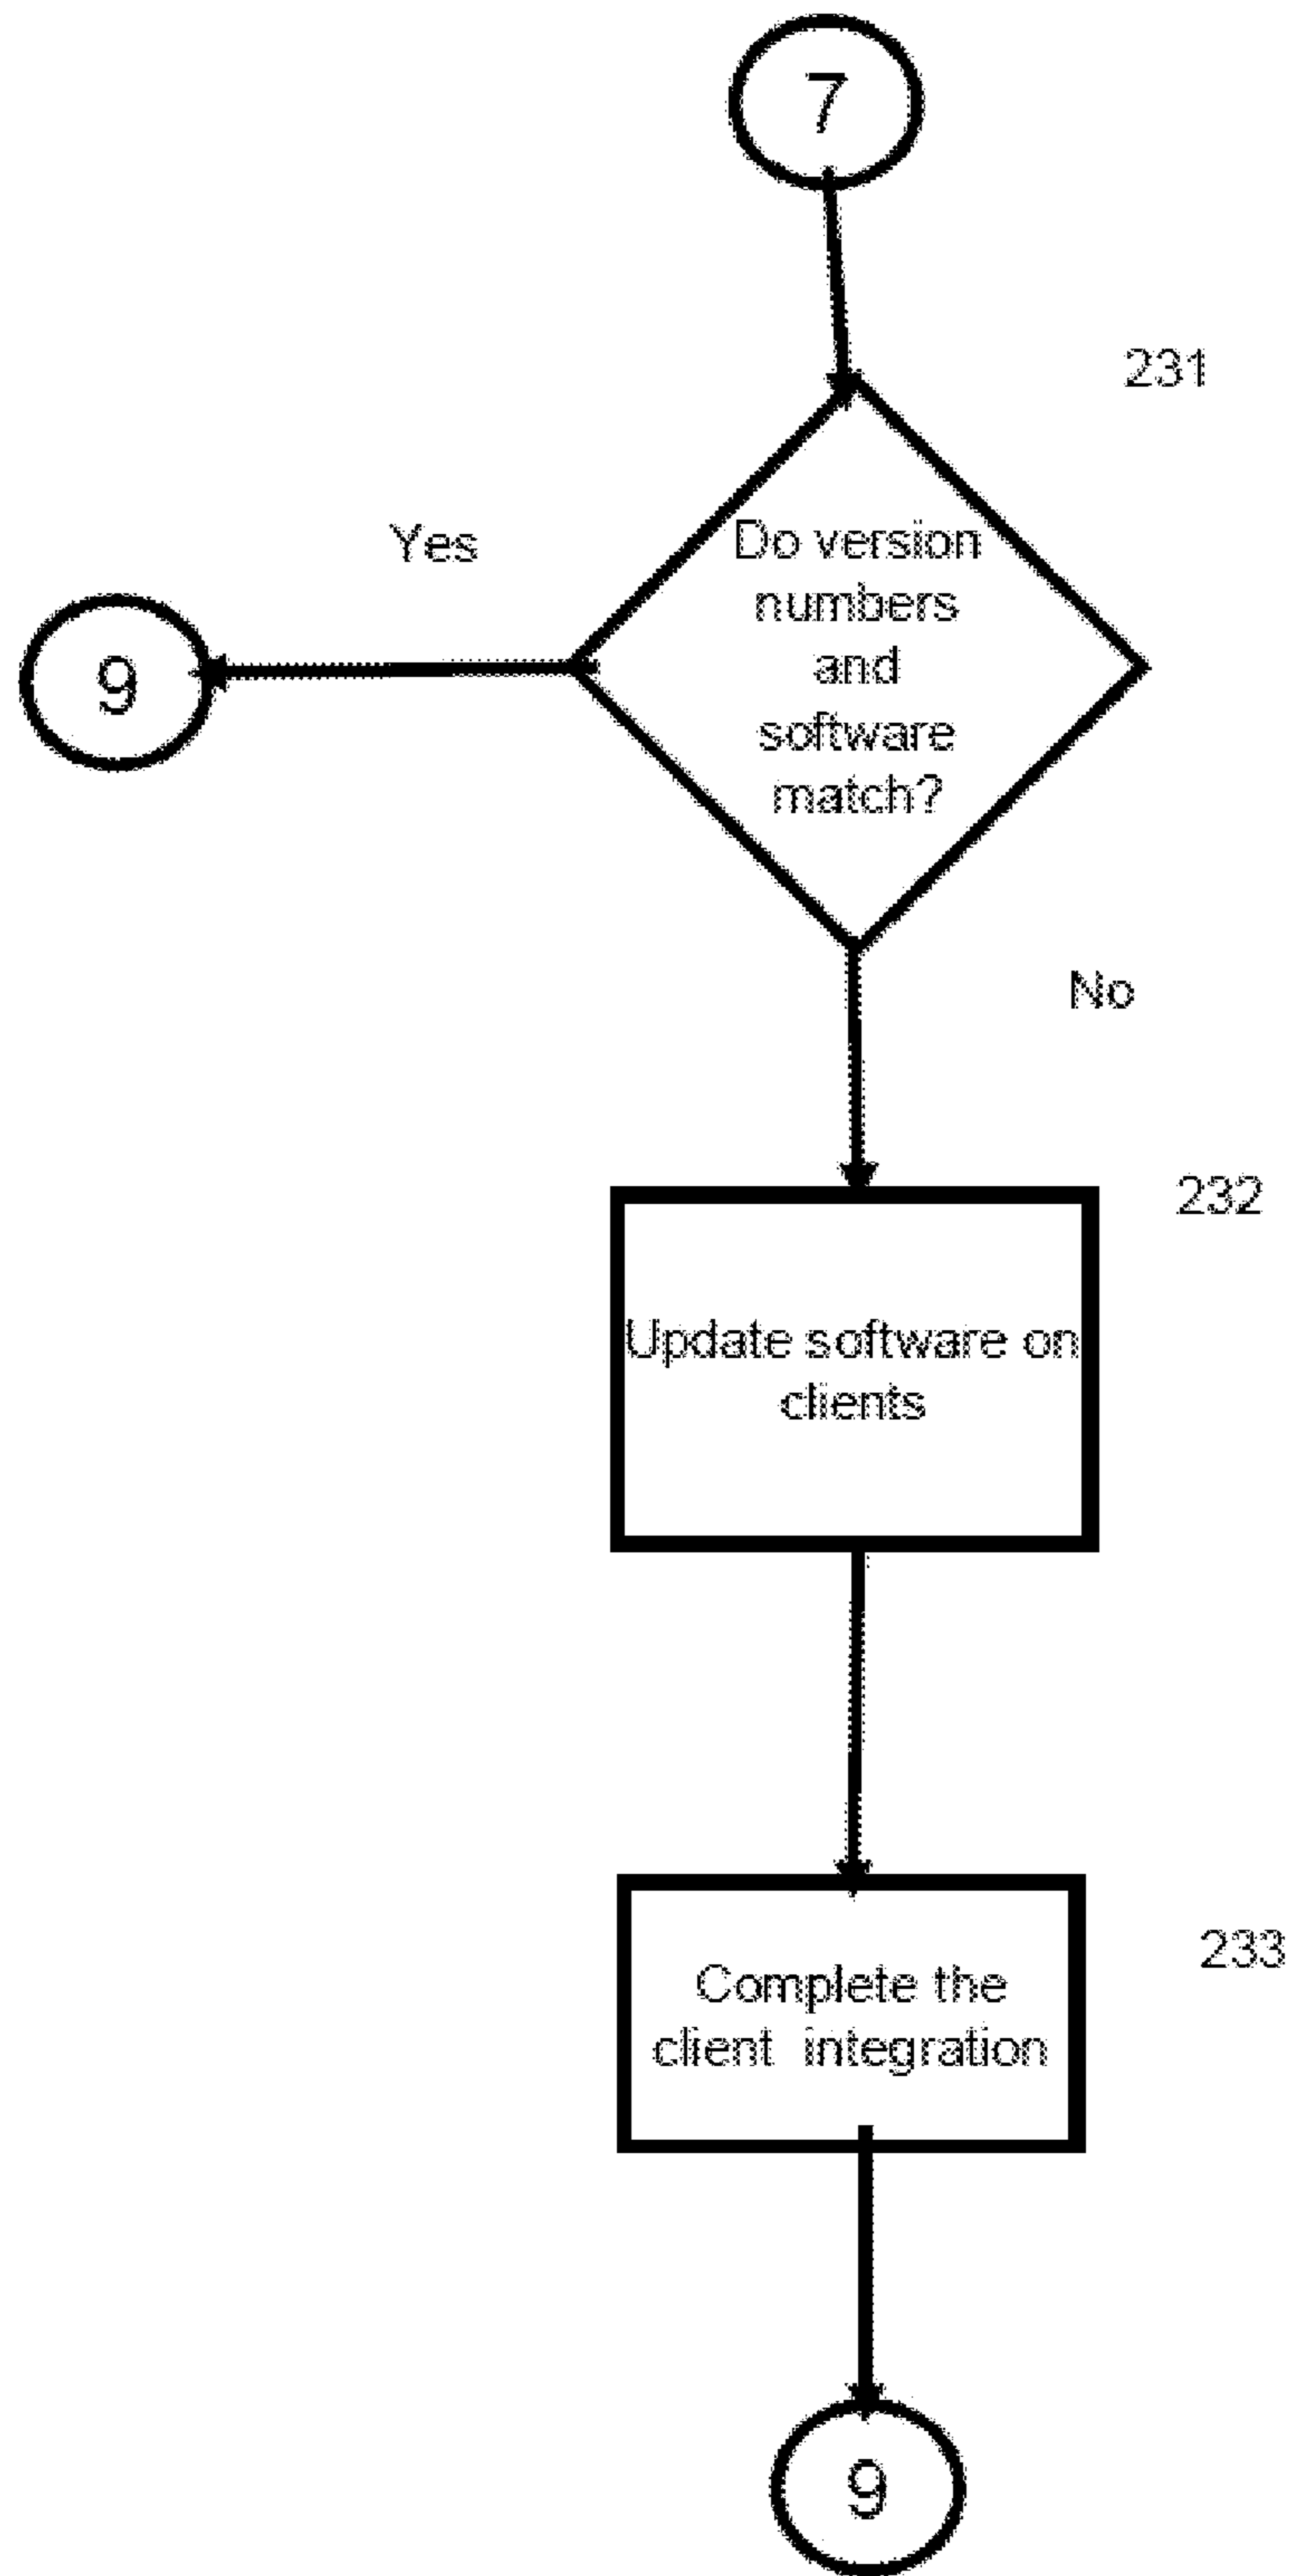 7
231
Do version
numbers
and
software
match?
Yes
9
No
232
Update software on
clients
233
Complete the
client integration
9